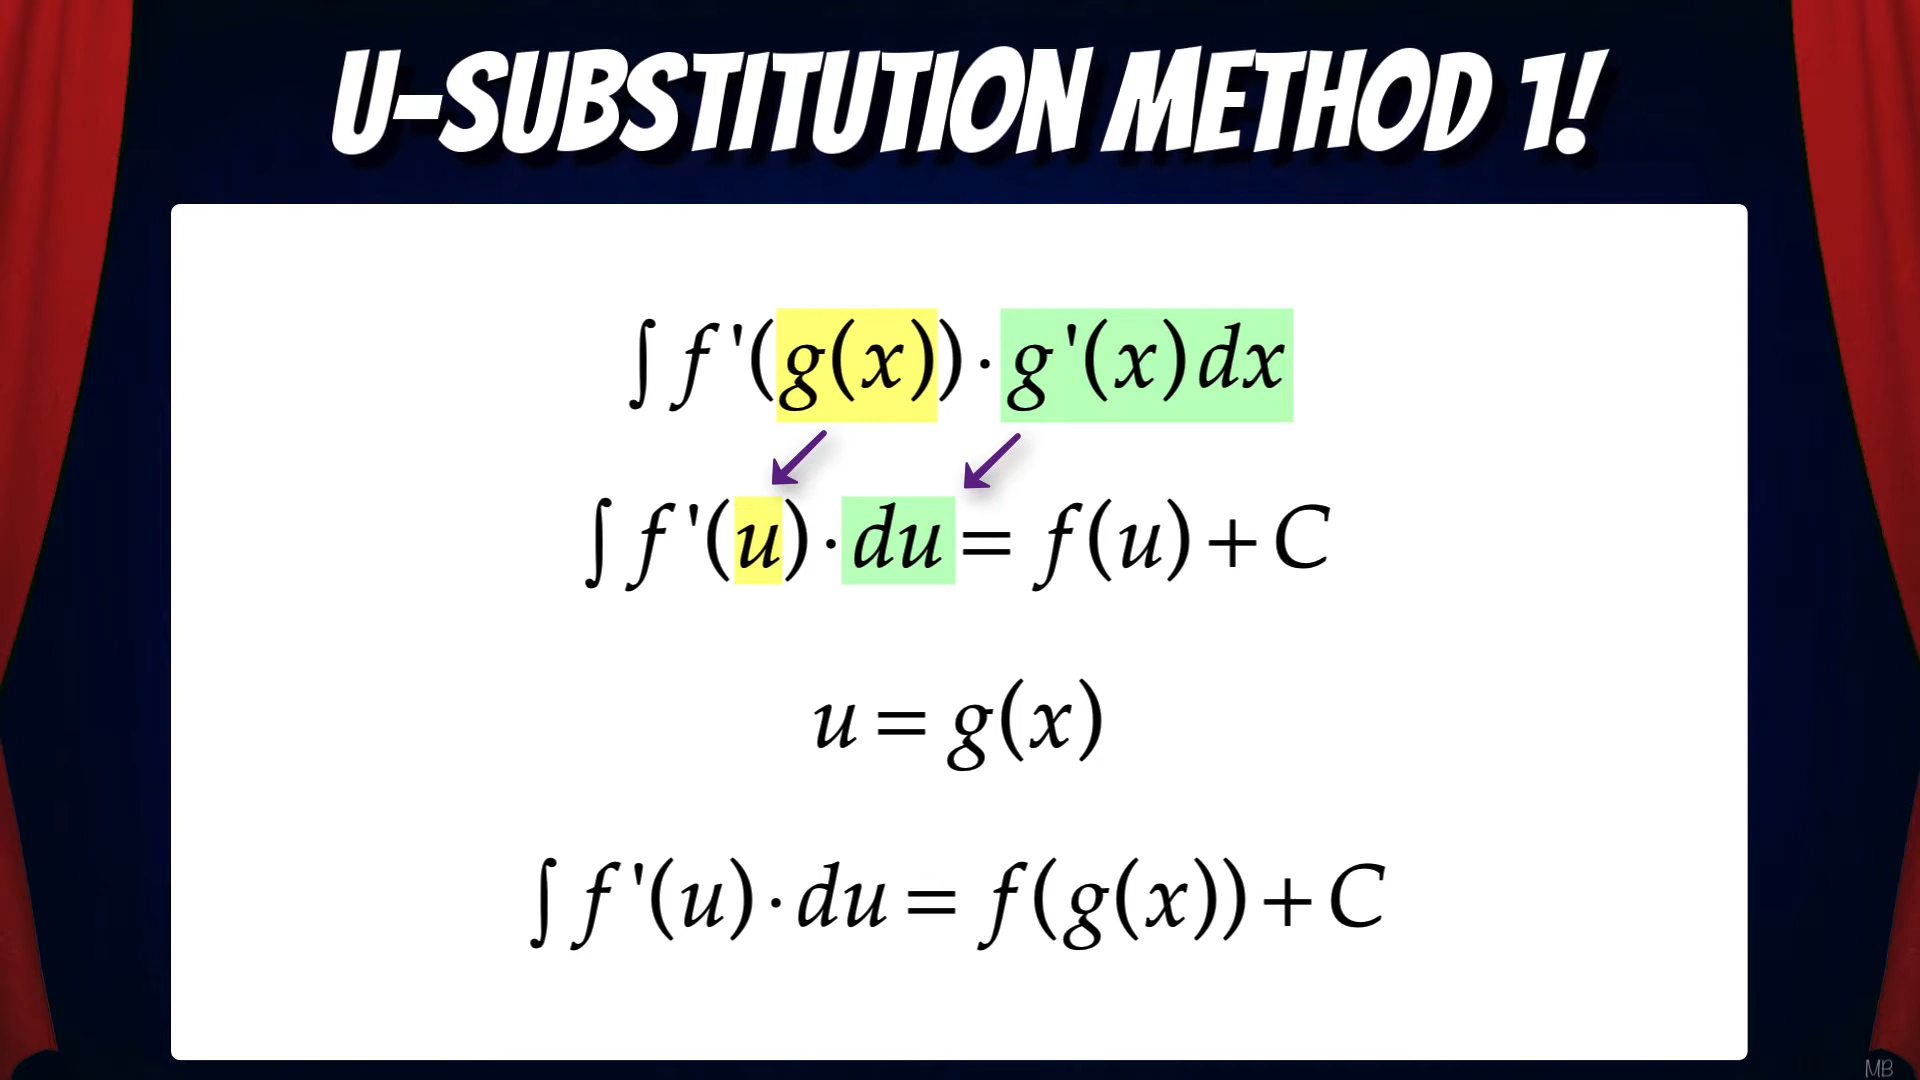 U-SUBSTITUTION METHOD 1!
∫ f '(g(x)) · g '(x) dx
∫ f '(u) · du = f(u) + C
u = g(x)
∫ f '(u) · du = f(g(x)) + C
MB